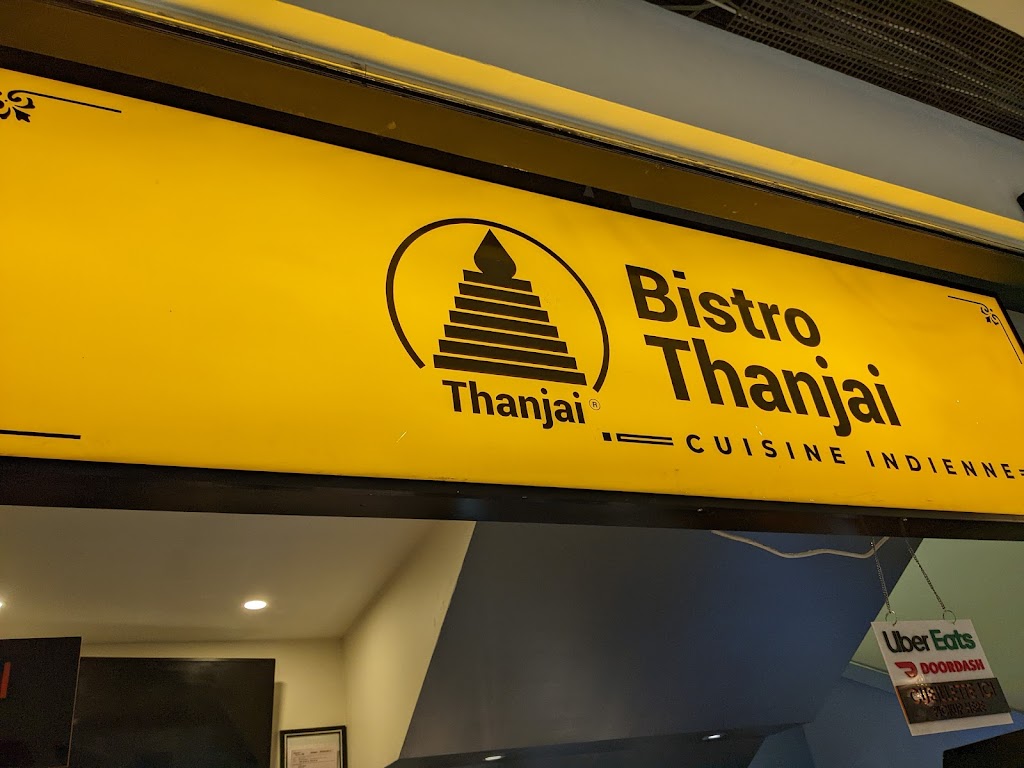 Thanjai ®
Bistro
Thanjai
CUISINE INDIENNE
Uber Eats
DOORDASH